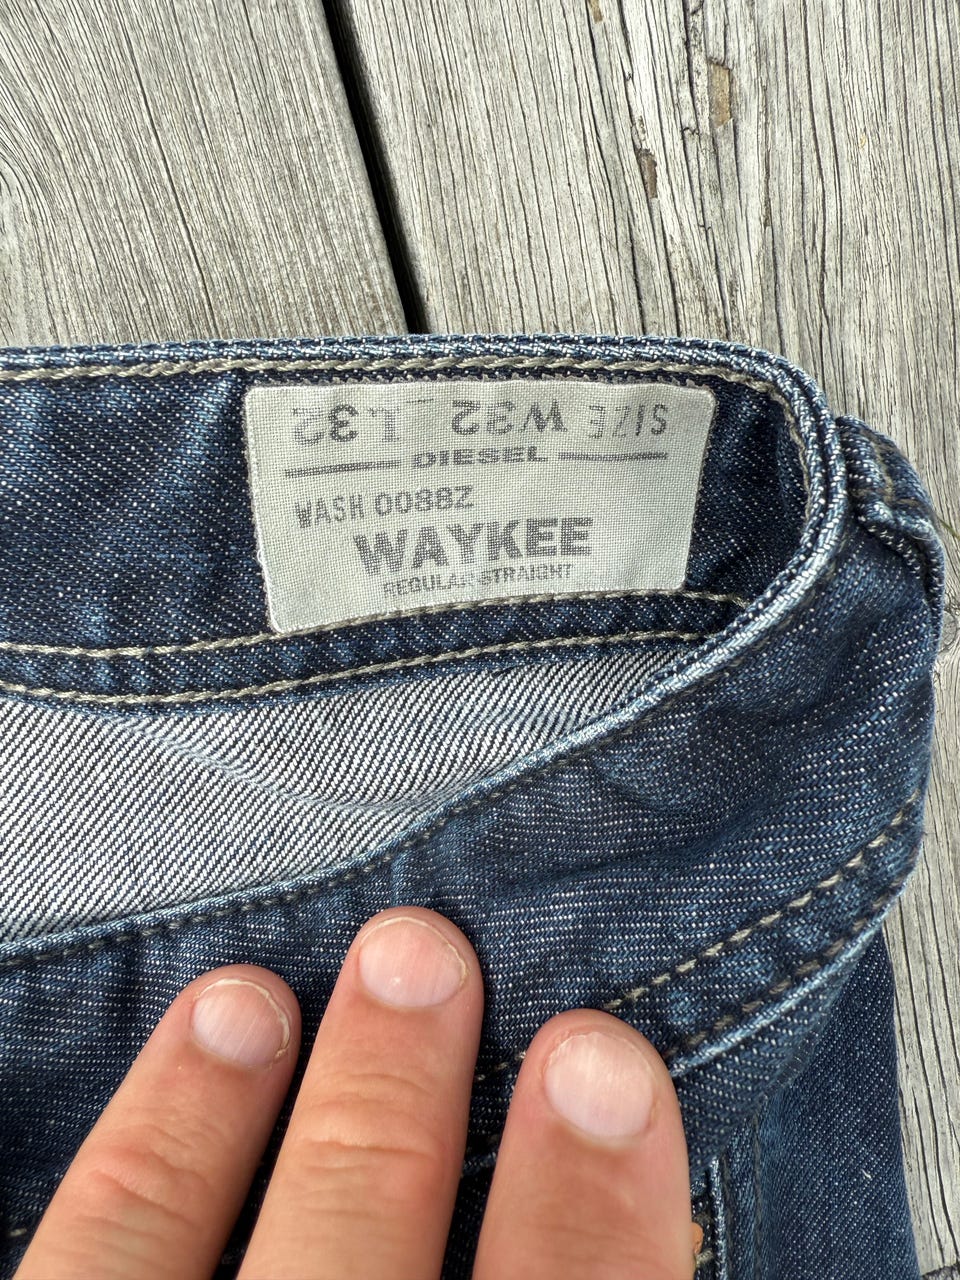 SIZE W32 L32
DIESEL
WASH 0088Z
WAYKEE
REGULAR STRAIGHT